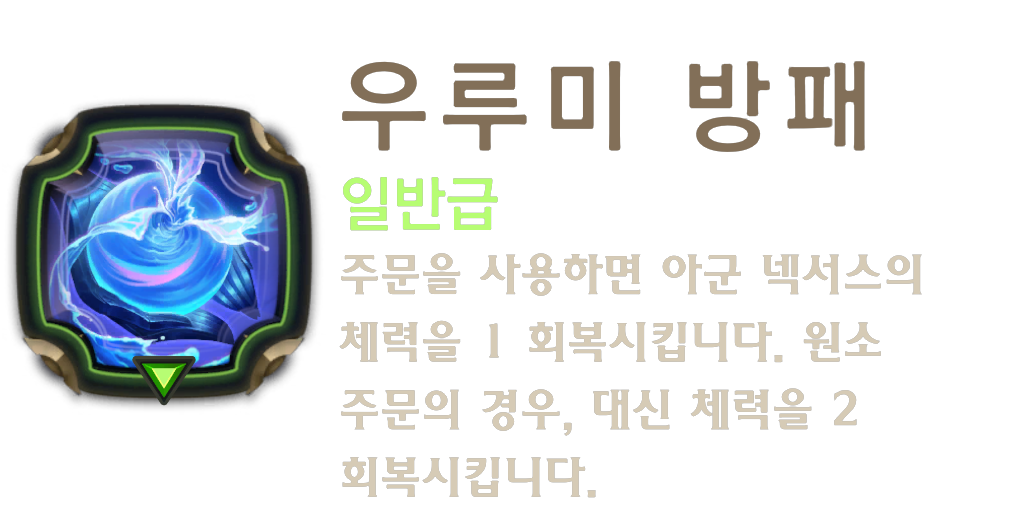 우루미 방패
일반급
주문을 사용하면 아군 넥서스의
체력을 1 회복시킵니다. 원소
주문의 경우, 대신 체력을 2
회복시킵니다.